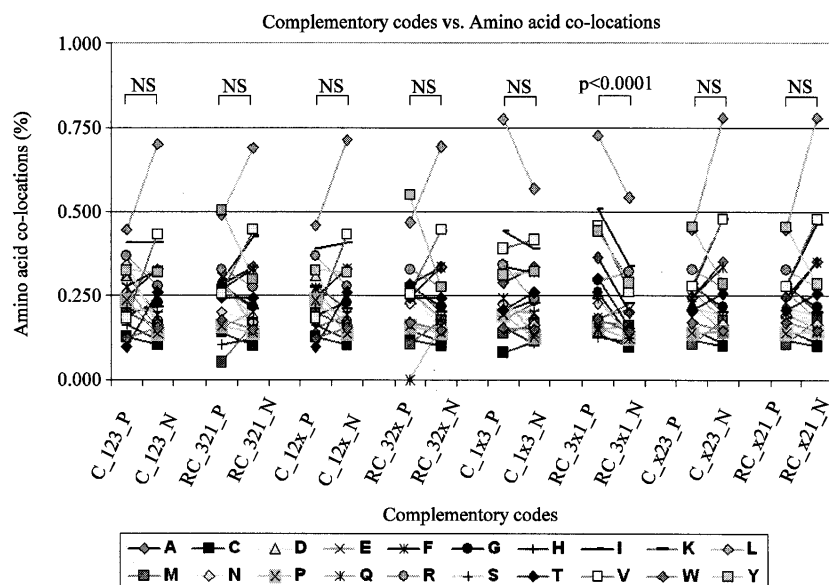 Complementory codes vs. Amino acid co-locations
Amino acid co-locations (%)
1.000
0.750
0.500
0.250
0.000
NS
NS
NS
NS
NS
p<0.0001
NS
NS
C_123_P
C_123_N
RC_321_P
RC_321_N
C_12x_P
C_12x_N
RC_32x_P
RC_32x_N
C_1x3_P
C_1x3_N
RC_3x1_P
RC_3x1_N
C_x23_P
C_x23_N
RC_x21_P
RC_x21_N
Complementory codes
A C D E F G H I K L
M N P Q R S T V W Y